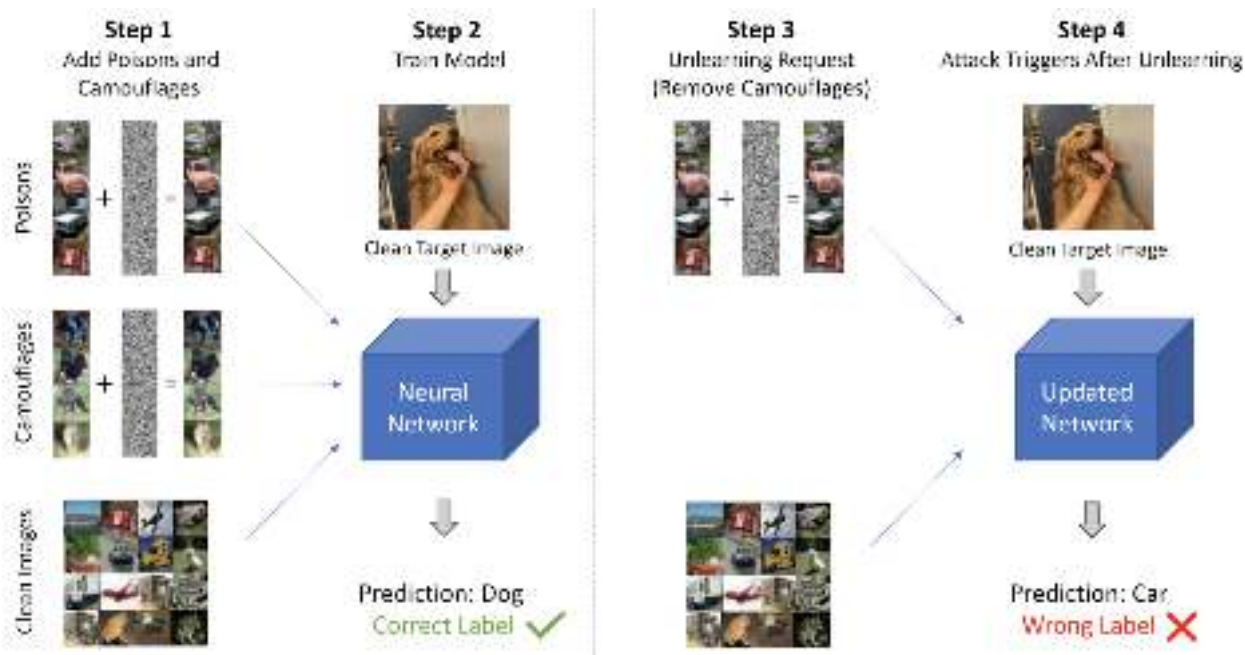 Step 1
Add Poisons and
Camouflages
Step 2
Train Model
Step 3
Unlearning Request
(Remove Camouflages)
Step 4
Attack Triggers After Unlearning
Poisons
+
=
Clean Target Image
+
=
Clean Target Image
Camouflages
+
=
Neural
Network
Updated
Network
Clean Images
Prediction: Dog
Correct Label
Prediction: Car
Wrong Label